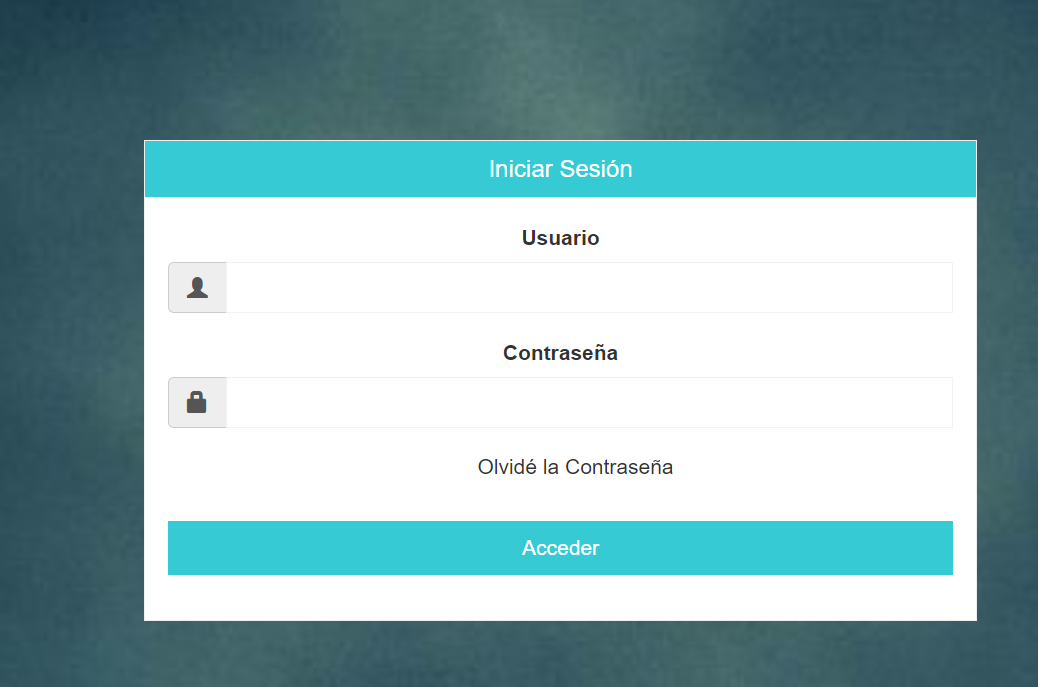 Iniciar Sesión
Usuario
Contraseña
Olvidé la Contraseña
Acceder